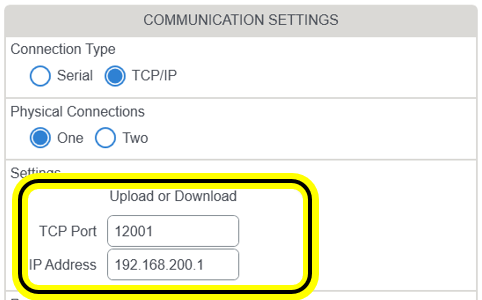 COMMUNICATION SETTINGS
Connection Type
Serial TCP/IP
Physical Connections
One Two
Settings
Upload or Download
TCP Port 12001
IP Address 192.168.200.1